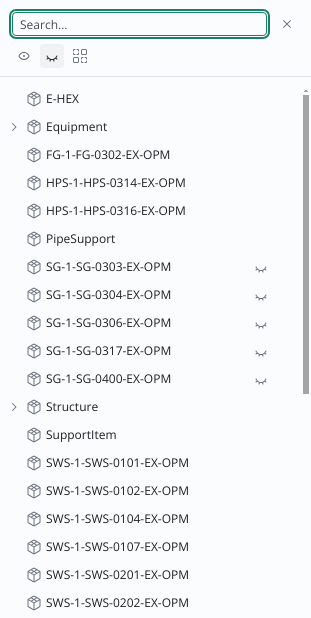 Search...
E-HEX
Equipment
FG-1-FG-0302-EX-OPM
HPS-1-HPS-0314-EX-OPM
HPS-1-HPS-0316-EX-OPM
PipeSupport
SG-1-SG-0303-EX-OPM
SG-1-SG-0304-EX-OPM
SG-1-SG-0306-EX-OPM
SG-1-SG-0317-EX-OPM
SG-1-SG-0400-EX-OPM
Structure
SupportItem
SWS-1-SWS-0101-EX-OPM
SWS-1-SWS-0102-EX-OPM
SWS-1-SWS-0104-EX-OPM
SWS-1-SWS-0107-EX-OPM
SWS-1-SWS-0201-EX-OPM
SWS-1-SWS-0202-EX-OPM